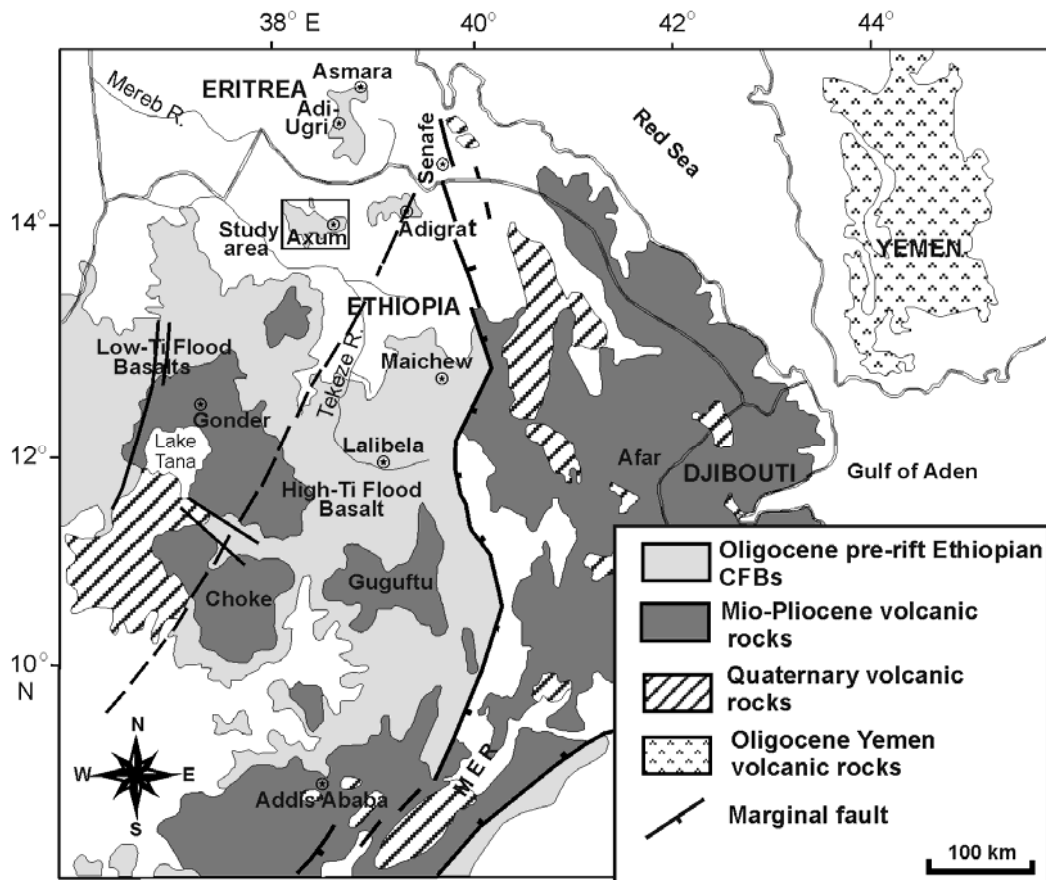 38° E
40°
42°
44°
Asmara
ERITREA
Mereb R.
Adi-
Ugri
Senafe
Red Sea
14°
Study
area
Axum
Adigrat
YEMEN
ETHIOPIA
Low-Ti Flood
Basalts
Tekeze R.
Maichew
Gonder
Lake
Tana
12°
Lalibela
Afar
DJIBOUTI
Gulf of Aden
High-Ti Flood
Basalt
Choke
Guguftu
10°
N
MER
Addis Ababa
N
W
E
S
Oligocene pre-rift Ethiopian
CFBs
Mio-Pliocene volcanic
rocks
Quaternary volcanic
rocks
Oligocene Yemen
volcanic rocks
Marginal fault
100 km